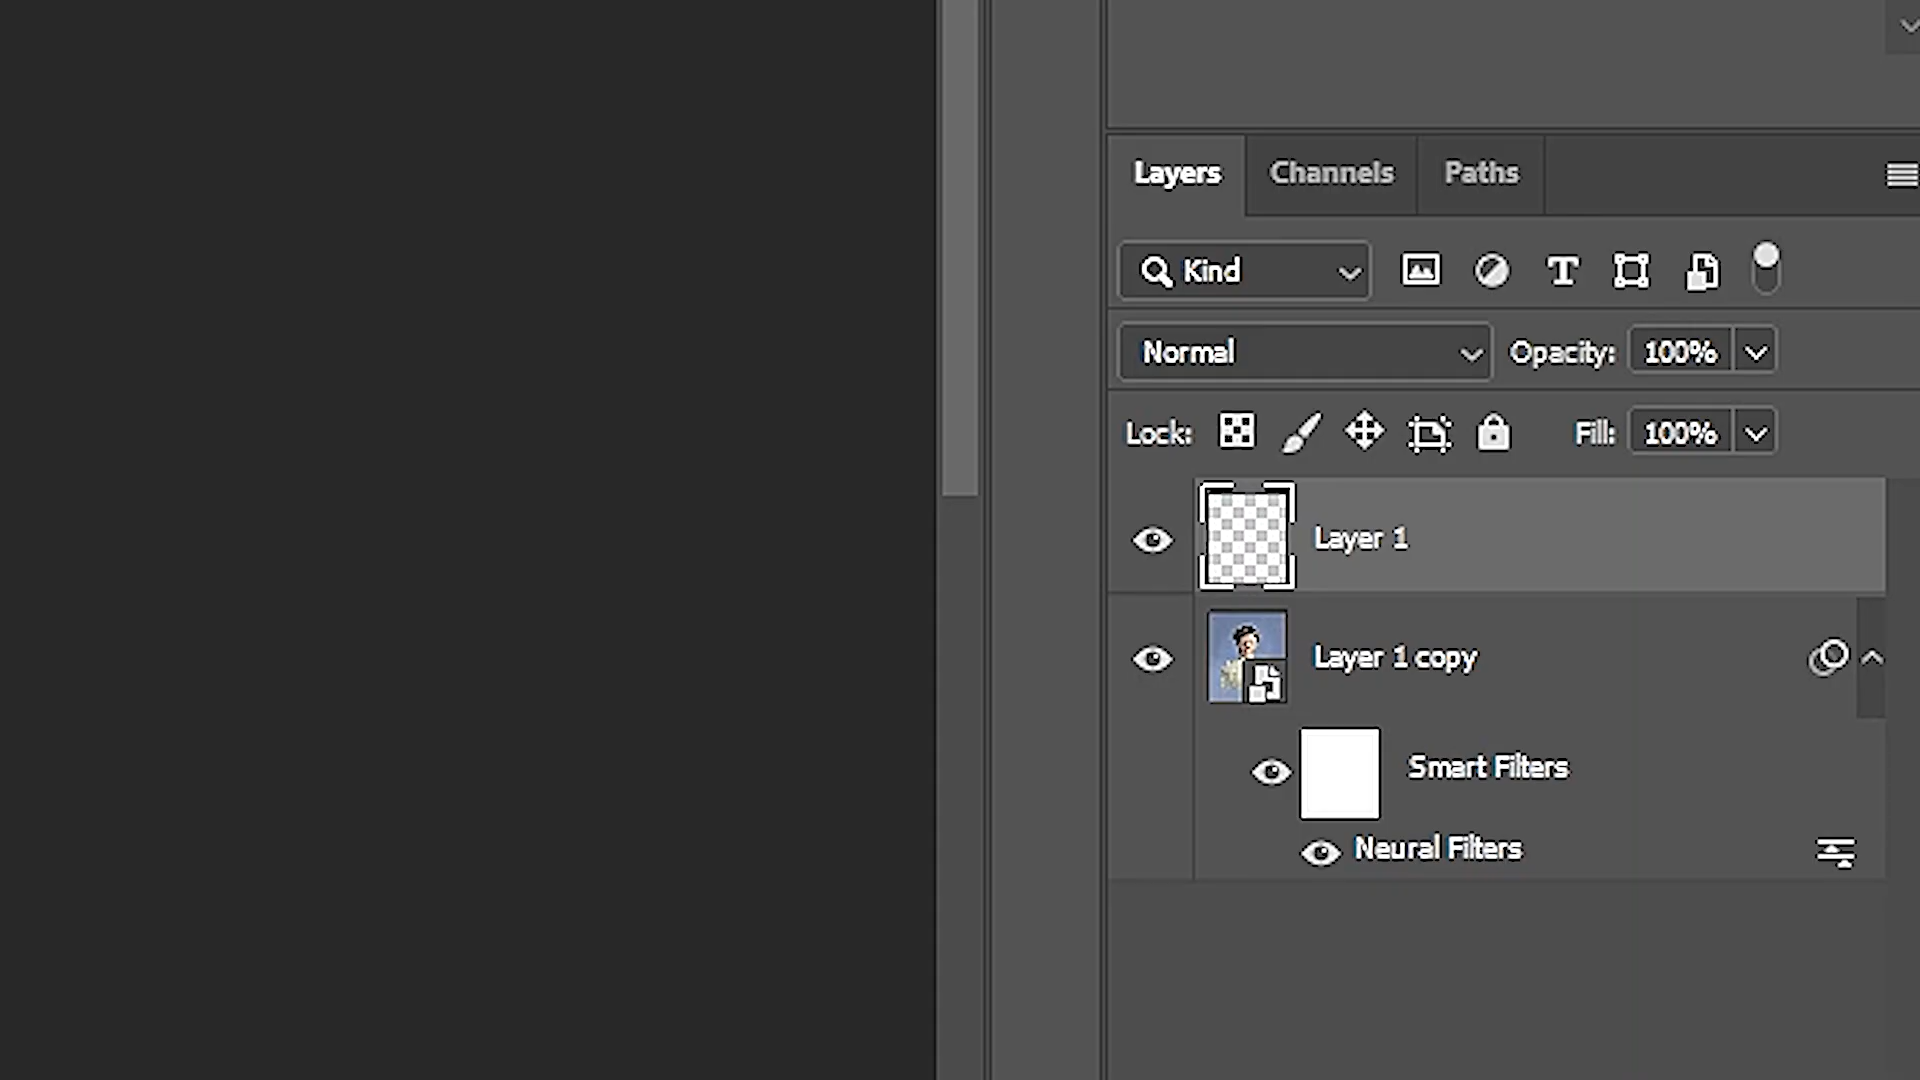 Layers Channels Paths
Kind T
Normal Opacity: 100%
Lock: Fill: 100%
Layer 1
Layer 1 copy
Smart Filters
Neural Filters